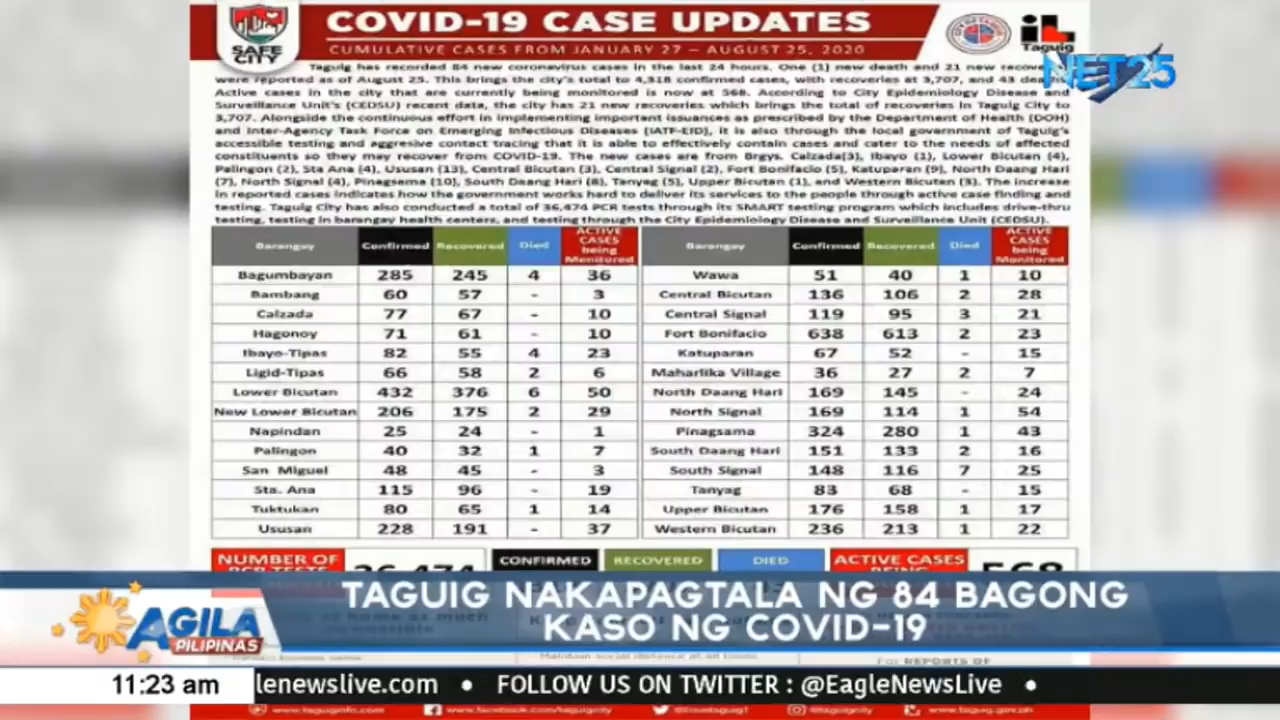 SAFE CITY
COVID-19 CASE UPDATES
CUMULATIVE CASES FROM JANUARY 27 – AUGUST 25, 2020
Taguig
NET25
Taguig has recorded 84 new coronavirus cases in the last 24 hours. One (1) new death and 21 new
were reported as of August 25. This brings the city's total to 4,318 confirmed cases, with recoveries at 3,707, and 43
Active cases in the city that are currently being monitored is now at 568. According to City Epidemiology Disease and
Surveillance Unit's (CEDSU) recent data, the city has 21 new recoveries which brings the total of recoveries in Taguig City to
3,707. Alongside the continuous effort in implementing important issuances as prescribed by the Department of Health (DOH)
and Inter-Agency Task Force on Emerging Infectious Diseases (IATF-EID), it is also through the local government of Taguig's
accessible testing and aggresive contact tracing that it is able to effectively contain cases and cater to the needs of affected
constituents so they may recover from COVID-19. The new cases are from Brgys. Calzada(3), Ibayo (1), Lower Bicutan (4),
Palingon (2), Sta Ana (4), Ususan (13), Central Bicutan (3), Central Signal (2), Fort Bonifacio (5), Katuparan (9), North Daang Hari
(7), North Signal (4), Pinagsama (10), South Daang Hari (8), Tanyag (5), Upper Bicutan (1), and Western Bicutan (3). The increase
in reported cases indicates how the government works hard to deliver its services to the people through active case finding and
testing. Taguig City has also conducted a total of 36,474 PCR tests through its SMART testing program which includes drive-thru
testing, testing in barangay health centers, and testing through the City Epidemiology Disease and Surveillance Unit (CEDSU).
Barangay Confirmed Recovered Died ACTIVE CASES being Monitored Barangay Confirmed Recovered Died ACTIVE CASES being Monitored
Bagumbayan 285 245 4 36 Wawa 51 40 1 10
Bambang 60 57 - 3 Central Bicutan 136 106 2 28
Calzada 77 67 - 10 Central Signal 119 95 3 21
Hagonoy 71 61 - 10 Fort Bonifacio 638 613 2 23
Ibayo-Tipas 82 55 4 23 Katuparan 67 52 - 15
Ligid-Tipas 66 58 2 6 Maharlika Village 36 27 2 7
Lower Bicutan 432 376 6 50 North Daang Hari 169 145 - 24
New Lower Bicutan 206 175 2 29 North Signal 169 114 1 54
Napindan 25 24 - 1 Pinagsama 324 280 1 43
Palingon 40 32 1 7 South Daang Hari 151 133 2 16
San Miguel 48 45 - 3 South Signal 148 116 7 25
Sta. Ana 115 96 - 19 Tanyag 83 68 - 15
Tuktukan 80 65 1 14 Upper Bicutan 176 158 1 17
Ususan 228 191 - 37 Western Bicutan 236 213 1 22
NUMBER OF CONFIRMED RECOVERED DIED ACTIVE CASES
36,474 568
TAGUIG NAKAPAGTALA NG 84 BAGONG
KASO NG COVID-19
AGILA
PILIPINAS
11:23 am lenewslive.com • FOLLOW US ON TWITTER : @EagleNewsLive •
www.taguiginfo.com www.facebook.com/taguigcity @taguigcity www.taguig.gov.ph